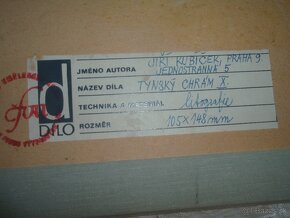 JIŘÍ KUBÍČEK, PRAHA 9.
JMÉNO AUTORA JEDNOSTRANNÁ 5
NÁZEV DÍLA TÝNSKÝ CHRÁM X.
TECHNIKA A MATERIÁL litografie
ROZMĚR 105 X 148 mm
d
DÍLO